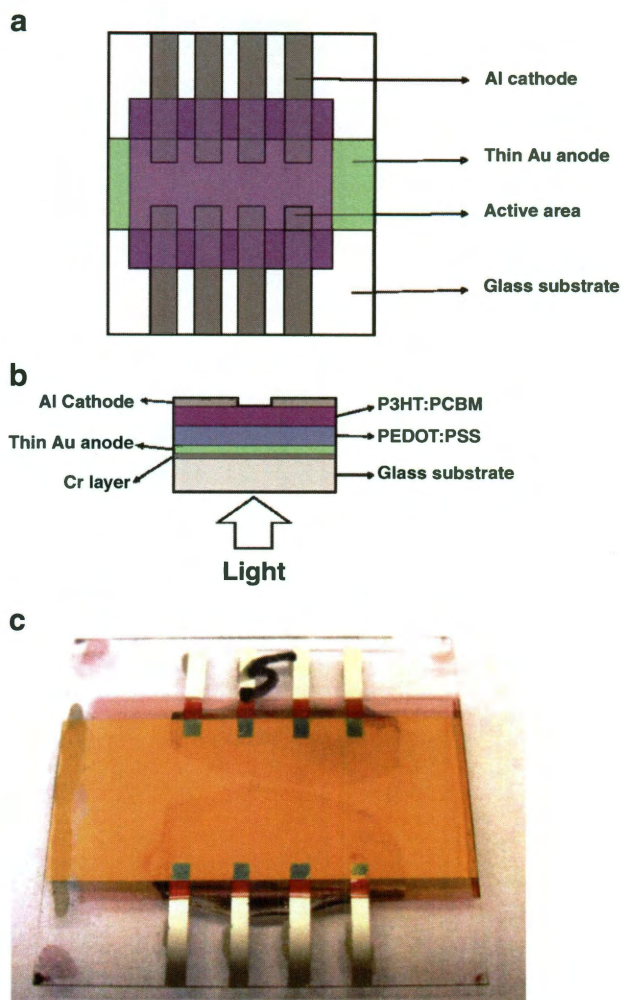 a
Al cathode
Thin Au anode
Active area
Glass substrate
b
Al Cathode
P3HT:PCBM
Thin Au anode
PEDOT:PSS
Cr layer
Glass substrate
Light
c
5